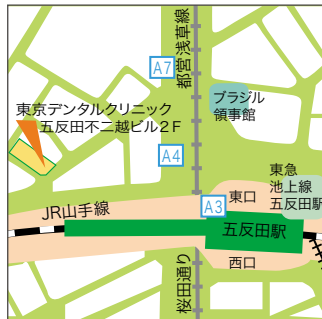 都営浅草線
A7
ブラジル
領事館
東京デンタルクリニック
五反田不二越ビル2F
A4
東急
池上線
五反田駅
A3
東口
JR山手線
五反田駅
西口
桜田通り